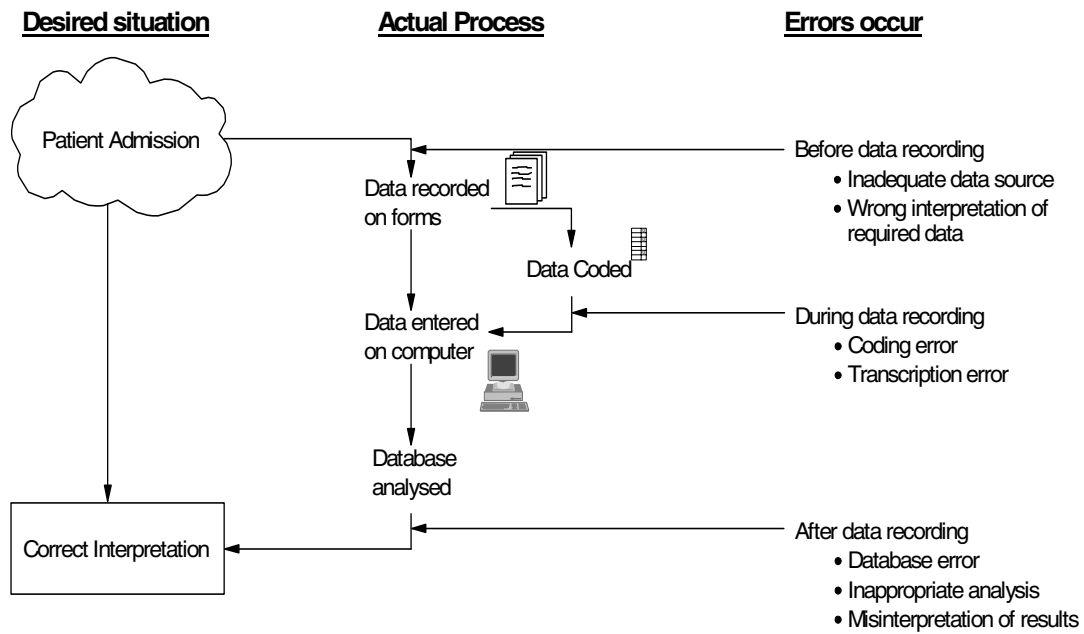 Desired situation
Actual Process
Errors occur
Patient Admission
Before data recording
• Inadequate data source
• Wrong interpretation of
required data
Data recorded
on forms
Data Coded
Data entered
on computer
During data recording
• Coding error
• Transcription error
Database
analysed
Correct Interpretation
After data recording
• Database error
• Inappropriate analysis
• Misinterpretation of results